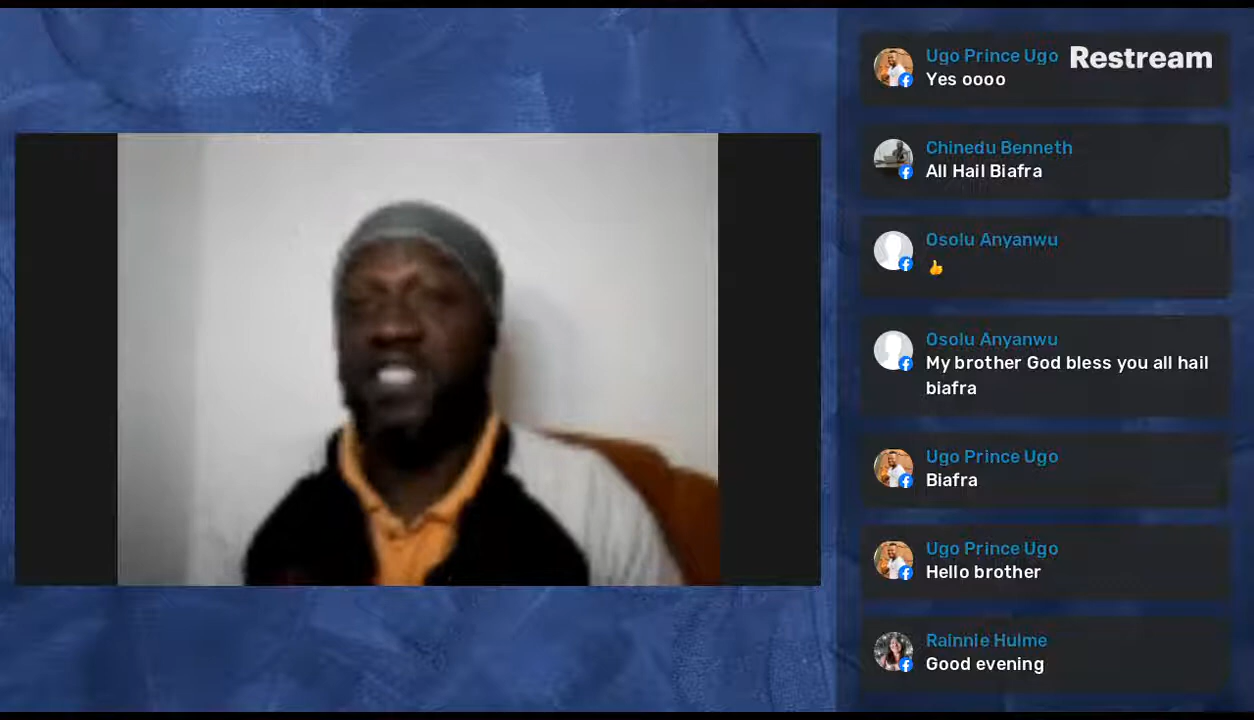 Restream
Ugo Prince Ugo
Yes oooo
Chinedu Benneth
All Hail Biafra
Osolu Anyanwu
👍
Osolu Anyanwu
My brother God bless you all hail
biafra
Ugo Prince Ugo
Biafra
Ugo Prince Ugo
Hello brother
Rainnie Hulme
Good evening